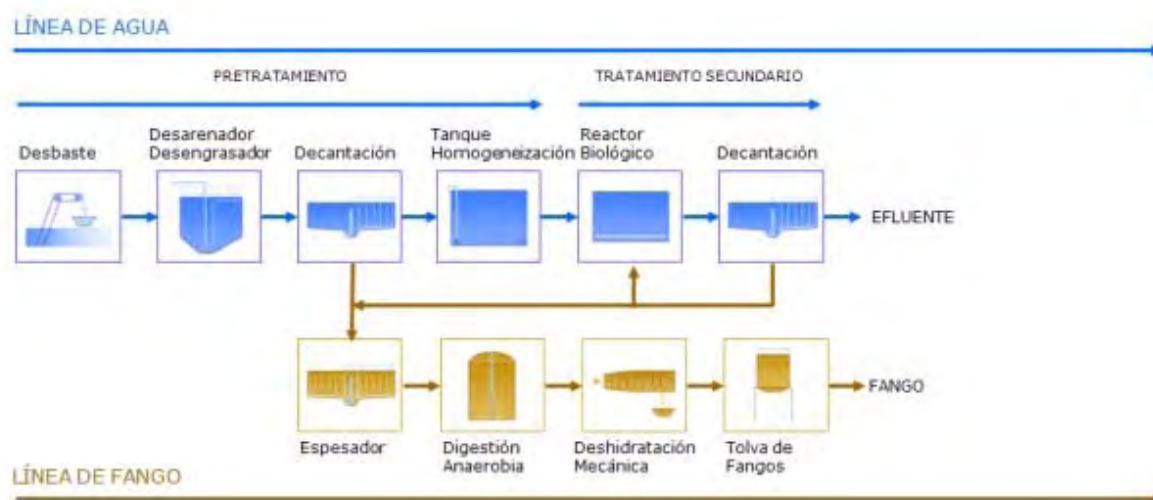 LÍNEA DE AGUA
PRETRATAMIENTO
TRATAMIENTO SECUNDARIO
Desbaste
Desarenador
Desengrasador
Decantación
Tanque
Homogeneización
Reactor
Biológico
Decantación
EFLUENTE
Espesador
Digestión
Anaerobia
Deshidratación
Mecánica
Tolva de
Fangos
FANGO
LÍNEA DE FANGO